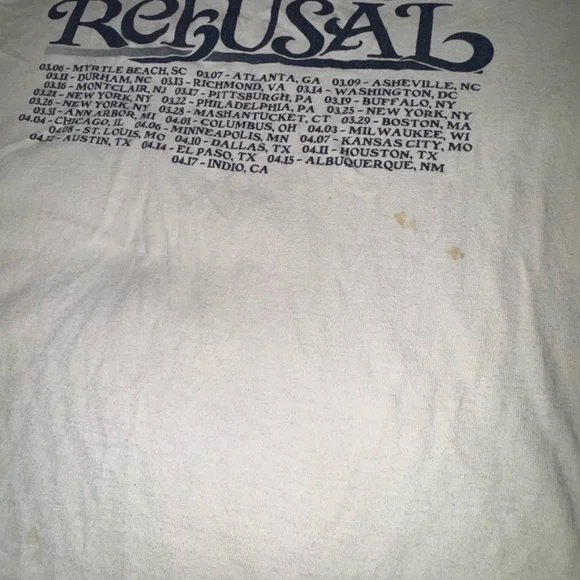 RefUSAL
03.06 - MYRTLE BEACH, SC 03.07 - ATLANTA, GA 03.09 - ASHEVILLE, NC
03.11 - DURHAM, NC 03.13 - RICHMOND, VA 03.14 - WASHINGTON, DC
03.16 - MONTCLAIR, NJ 03.17 - PITTSBURGH, PA 03.19 - BUFFALO, NY
03.21 - NEW YORK, NY 03.22 - PHILADELPHIA, PA 03.25 - NEW YORK, NY
03.26 - NEW YORK, NY 03.28 - MASHANTUCKET, CT 03.29 - BOSTON, MA
03.31 - ANN ARBOR, MI 04.01 - COLUMBUS, OH 04.03 - MILWAUKEE, WI
04.04 - CHICAGO, IL 04.06 - MINNEAPOLIS, MN 04.07 - KANSAS CITY, MO
04.08 - ST. LOUIS, MO 04.10 - DALLAS, TX 04.11 - HOUSTON, TX
AUSTIN, TX 04.14 - EL PASO, TX 04.15 - ALBUQUERQUE, NM
04.17 - INDIO, CA